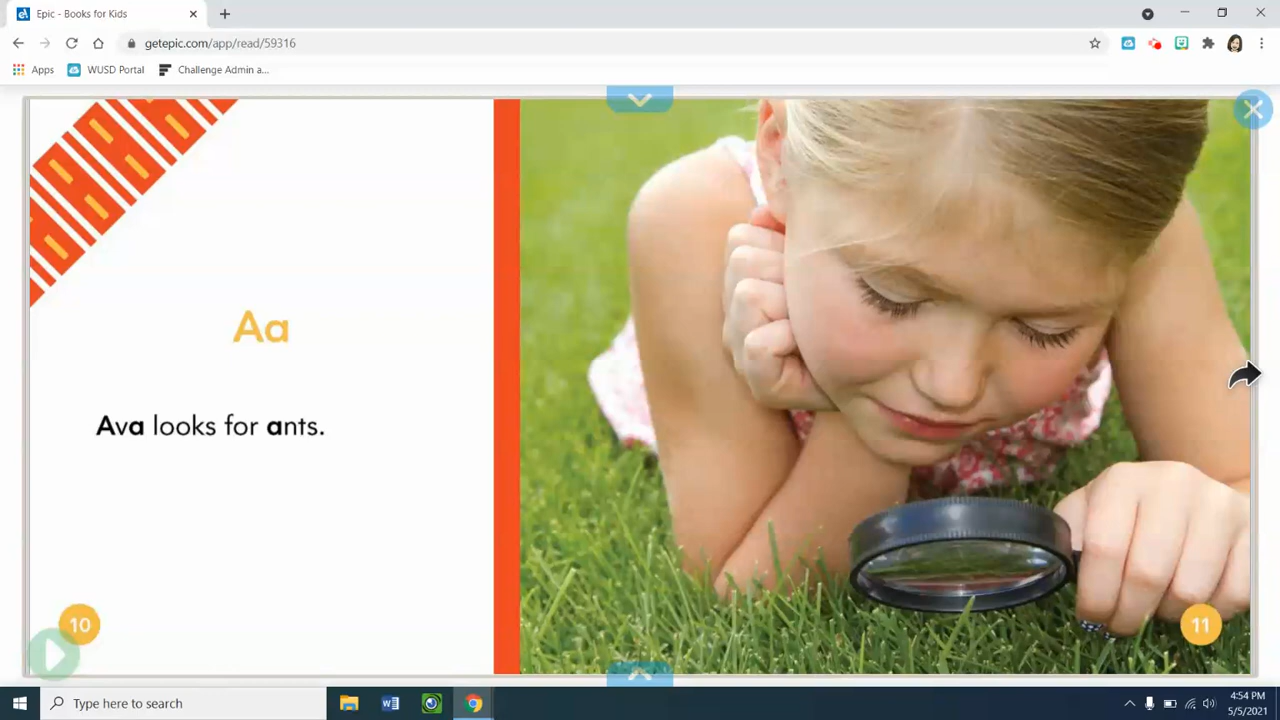 Epic - Books for Kids
getepic.com/app/read/59316
Apps
WUSD Portal
Challenge Admin a...
Aa
Ava looks for ants.
10
11
Type here to search
4:54 PM
5/5/2021